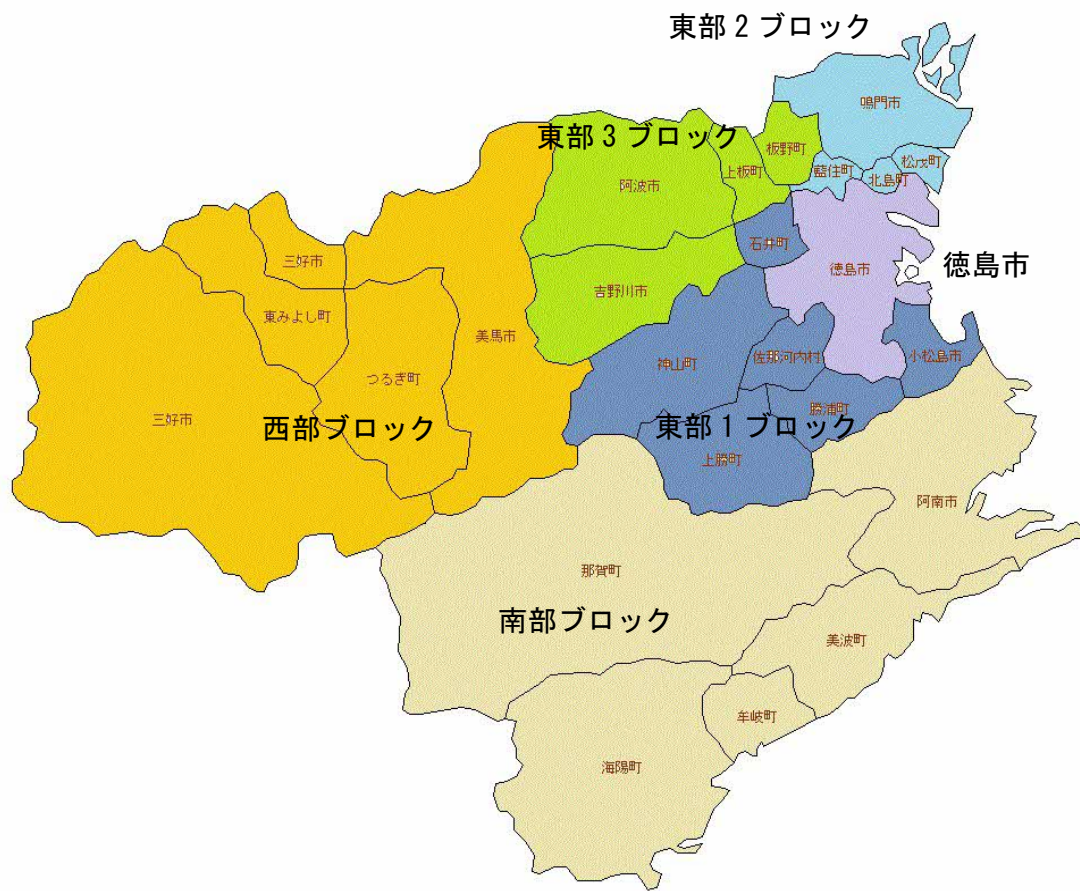 東部2ブロック
鳴門市
東部3ブロック
板野町
上板町
藍住町
北島町
松茂町
阿波市
石井町
徳島市
徳島市
三好市
吉野川市
東みよし町
美馬市
神山町
佐那河内村
小松島市
つるぎ町
勝浦町
三好市
西部ブロック
東部1ブロック
上勝町
阿南市
那賀町
南部ブロック
美波町
牟岐町
海陽町